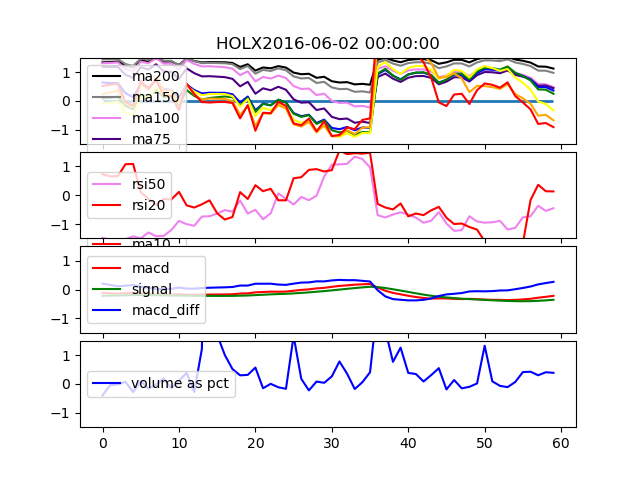 HOLX2016-06-02 00:00:00
1
0
−1
ma200
ma150
ma100
ma75
1
0
−1
rsi50
rsi20
ma10
1
0
−1
macd
signal
macd_diff
1
0
−1
volume as pct
0 10 20 30 40 50 60